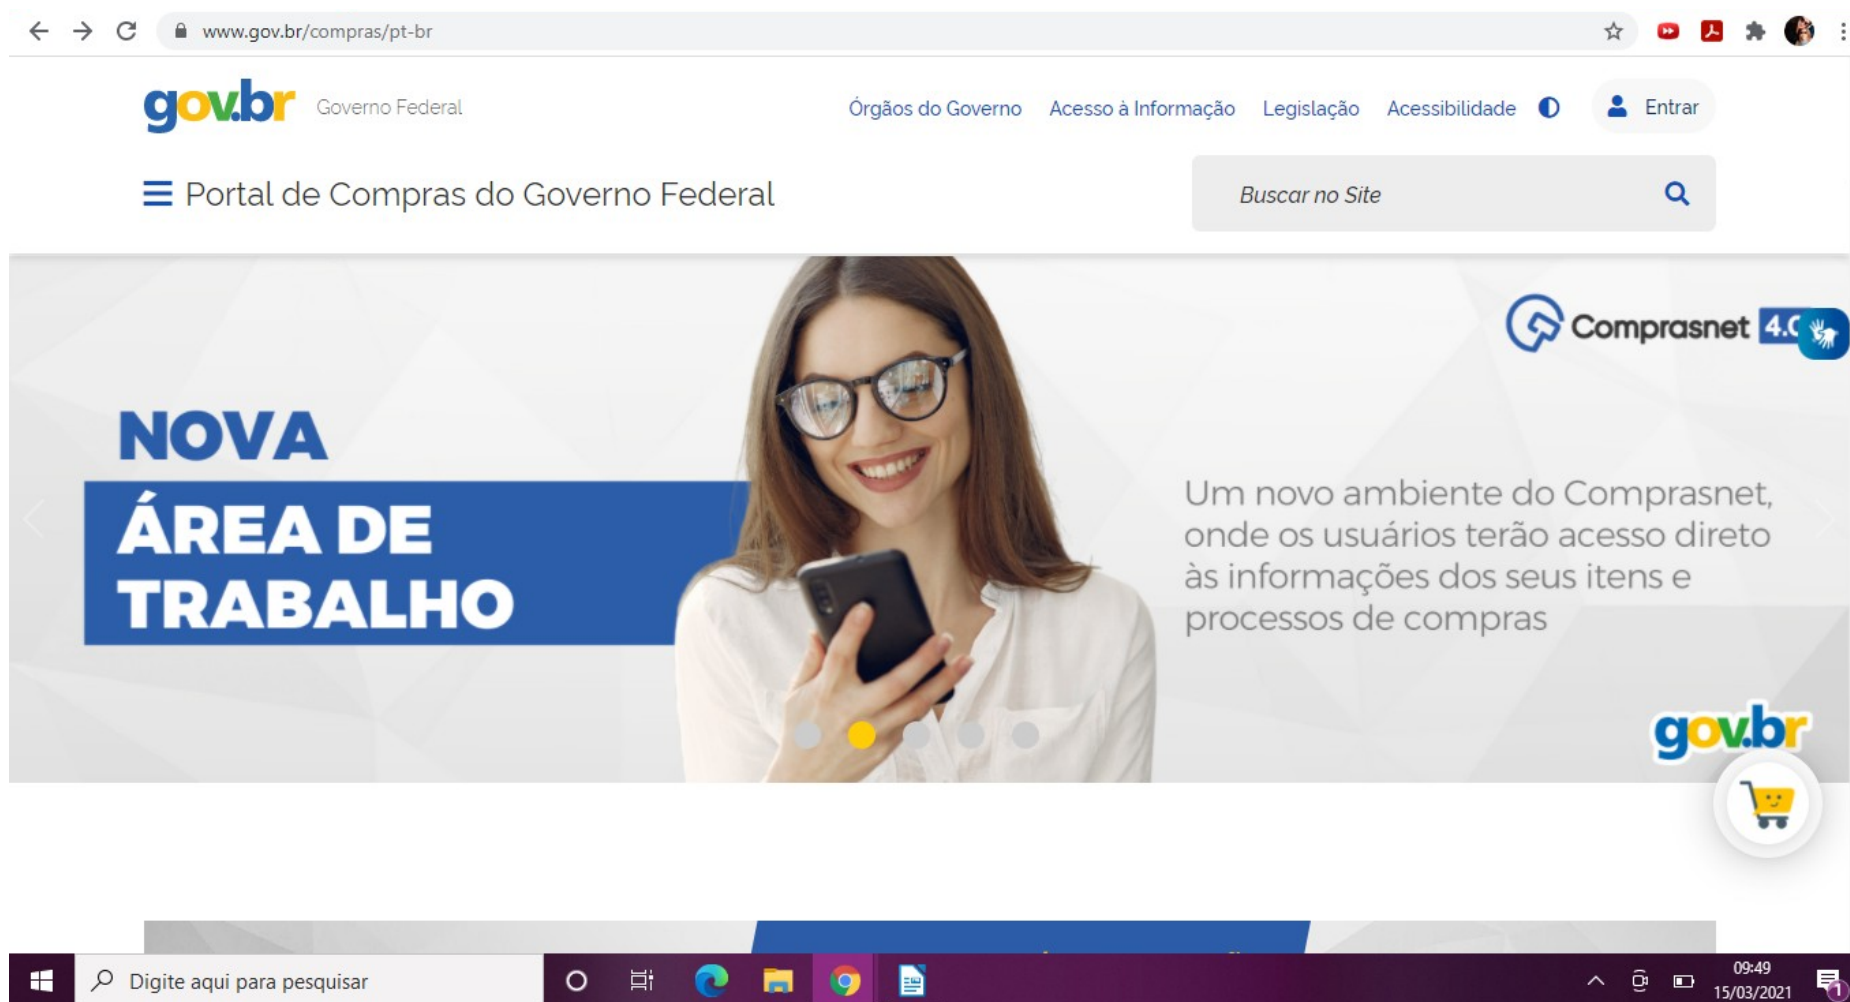 www.gov.br/compras/pt-br
gov.br Governo Federal
Órgãos do Governo Acesso à Informação Legislação Acessibilidade Entrar
Portal de Compras do Governo Federal
Buscar no Site
Comprasnet
NOVA
ÁREA DE
TRABALHO
Um novo ambiente do Comprasnet,
onde os usuários terão acesso direto
às informações dos seus itens e
processos de compras
gov.br
Digite aqui para pesquisar
09:49
15/03/2021
1